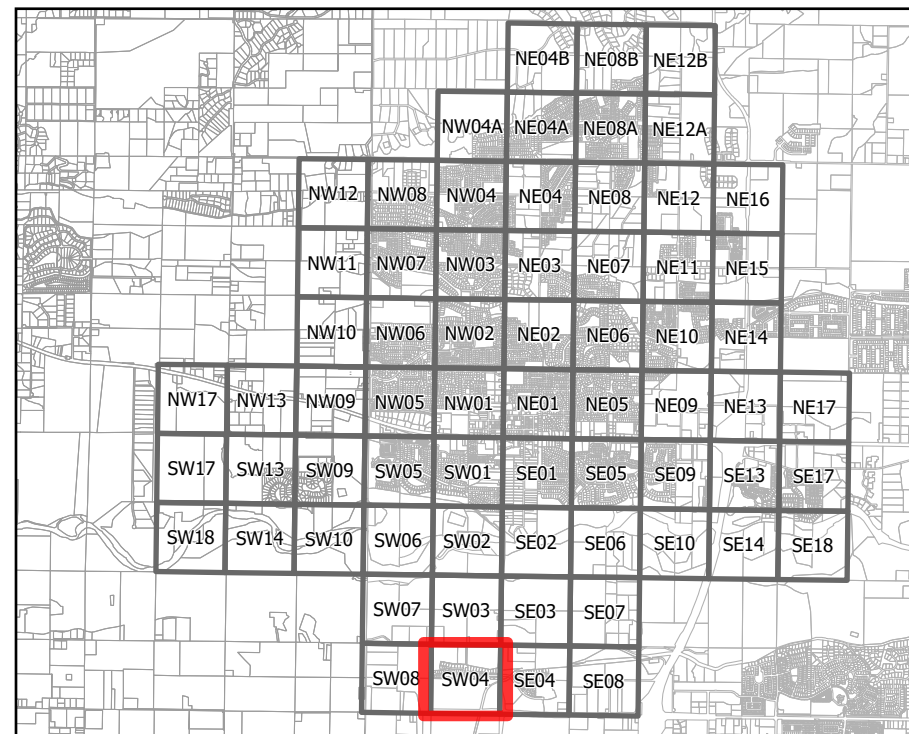 NE04B NE08B NE12B
NW04A NE04A NE08A NE12A
NW12 NW08 NW04 NE04 NE08 NE12 NE16
NW11 NW07 NW03 NE03 NE07 NE11 NE15
NW10 NW06 NW02 NE02 NE06 NE10 NE14
NW17 NW13 NW09 NW05 NW01 NE01 NE05 NE09 NE13 NE17
SW17 SW13 SW09 SW05 SW01 SE01 SE05 SE09 SE13 SE17
SW18 SW14 SW10 SW06 SW02 SE02 SE06 SE10 SE14 SE18
SW07 SW03 SE03 SE07
SW08 SW04 SE04 SE08